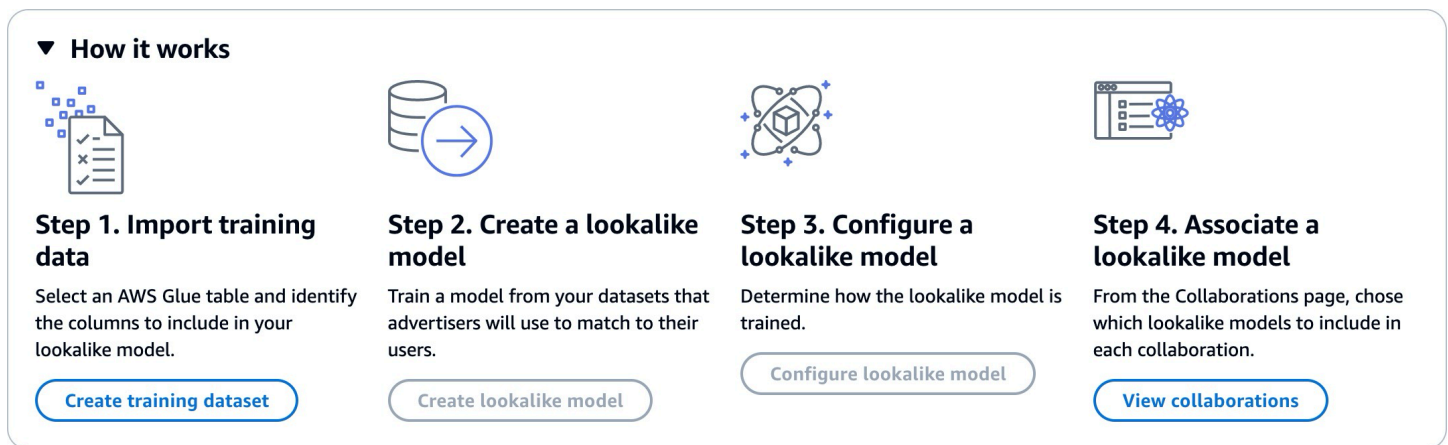 How it works
Step 1. Import training
data
Select an AWS Glue table and identify
the columns to include in your
lookalike model.
Create training dataset
Step 2. Create a lookalike
model
Train a model from your datasets that
advertisers will use to match to their
users.
Create lookalike model
Step 3. Configure a
lookalike model
Determine how the lookalike model is
trained.
Configure lookalike model
Step 4. Associate a
lookalike model
From the Collaborations page, chose
which lookalike models to include in
each collaboration.
View collaborations